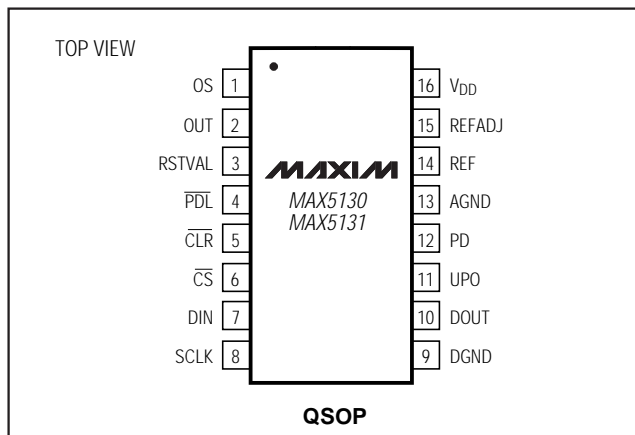 TOP VIEW
OS 1
OUT 2
RSTVAL 3
PDL 4
CLR 5
CS 6
DIN 7
SCLK 8
MAXIM
MAX5130
MAX5131
16 VDD
15 REFADJ
14 REF
13 AGND
12 PD
11 UPO
10 DOUT
9 DGND
QSOP